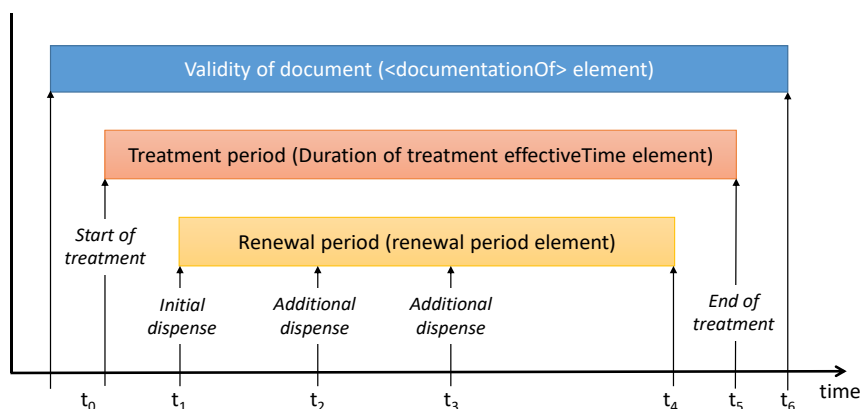 Validity of document (<documentationOf> element)
Treatment period (Duration of treatment effectiveTime element)
Start of
treatment
Renewal period (renewal period element)
Initial
dispense
Additional
dispense
Additional
dispense
End of
treatment
t0 t1 t2 t3 t4 t5 t6 time